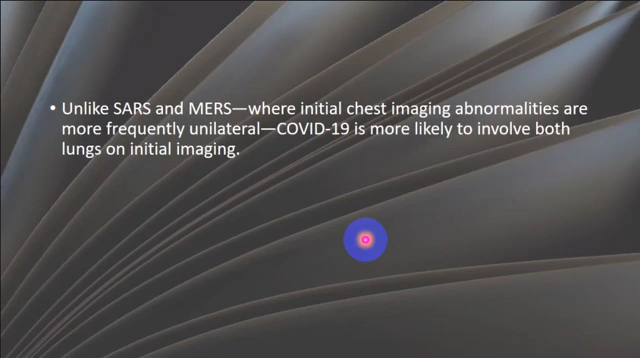 • Unlike SARS and MERS—where initial chest imaging abnormalities are
more frequently unilateral—COVID-19 is more likely to involve both
lungs on initial imaging.